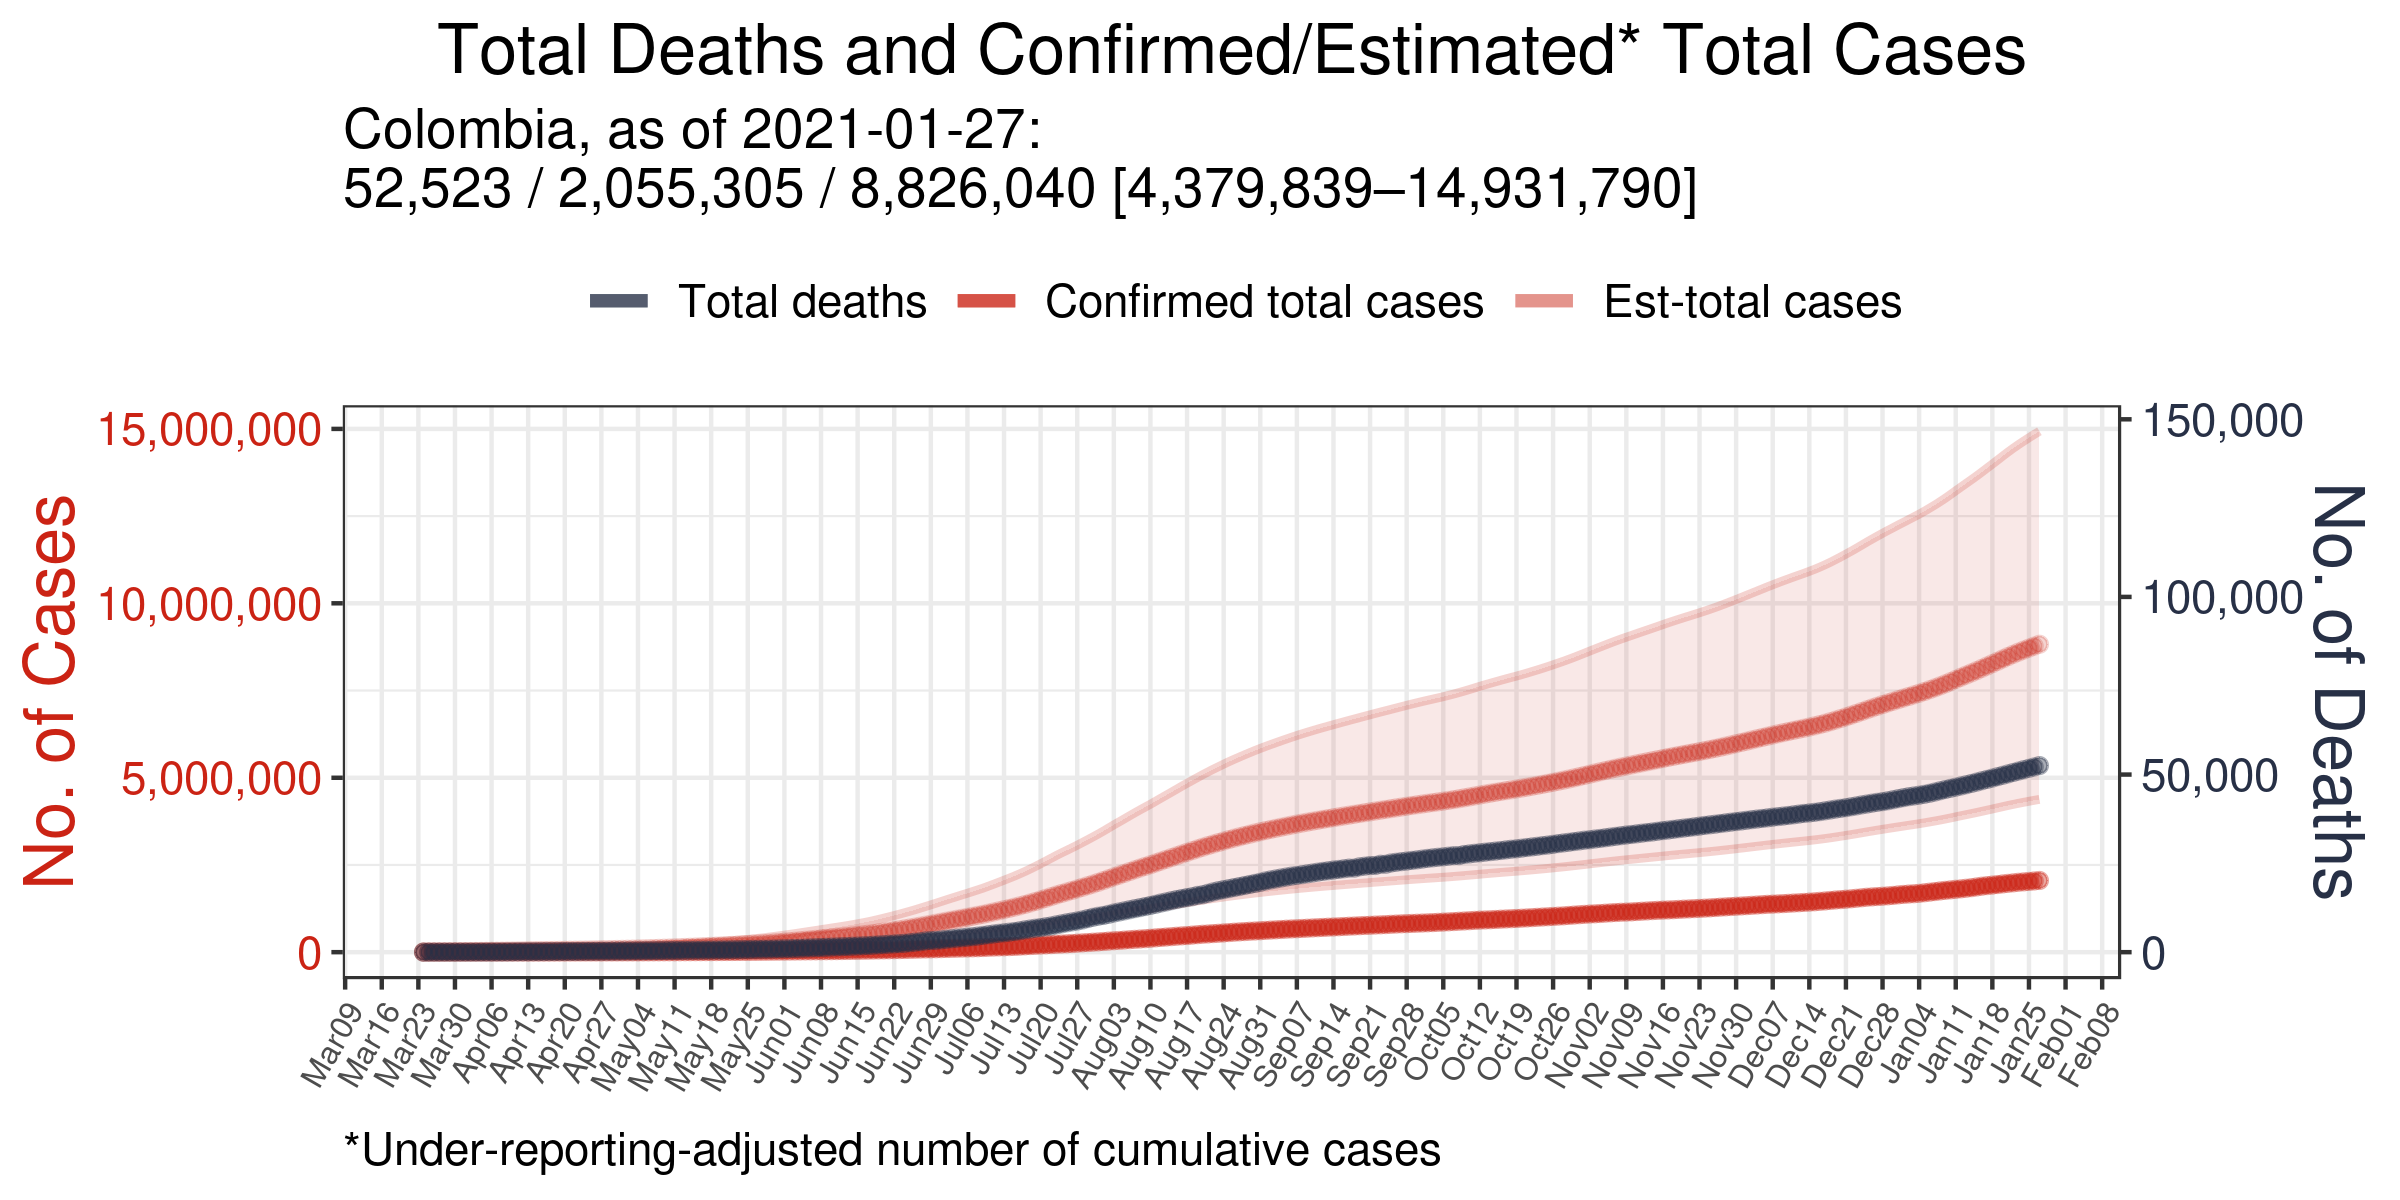 Total Deaths and Confirmed/Estimated* Total Cases
Colombia, as of 2021-01-27:
52,523 / 2,055,305 / 8,826,040 [4,379,839–14,931,790]
Total deaths
Confirmed total cases
Est-total cases
No. of Cases
15,000,000
10,000,000
5,000,000
0
150,000
100,000
50,000
0
No. of Deaths
Mar09
Mar16
Mar23
Mar30
Apr06
Apr13
Apr20
Apr27
May04
May11
May18
May25
Jun01
Jun08
Jun15
Jun22
Jun29
Jul06
Jul13
Jul20
Jul27
Aug03
Aug10
Aug17
Aug24
Aug31
Sep07
Sep14
Sep21
Sep28
Oct05
Oct12
Oct19
Oct26
Nov02
Nov09
Nov16
Nov23
Nov30
Dec07
Dec14
Dec21
Dec28
Jan04
Jan11
Jan18
Jan25
Feb01
Feb08
*Under-reporting-adjusted number of cumulative cases